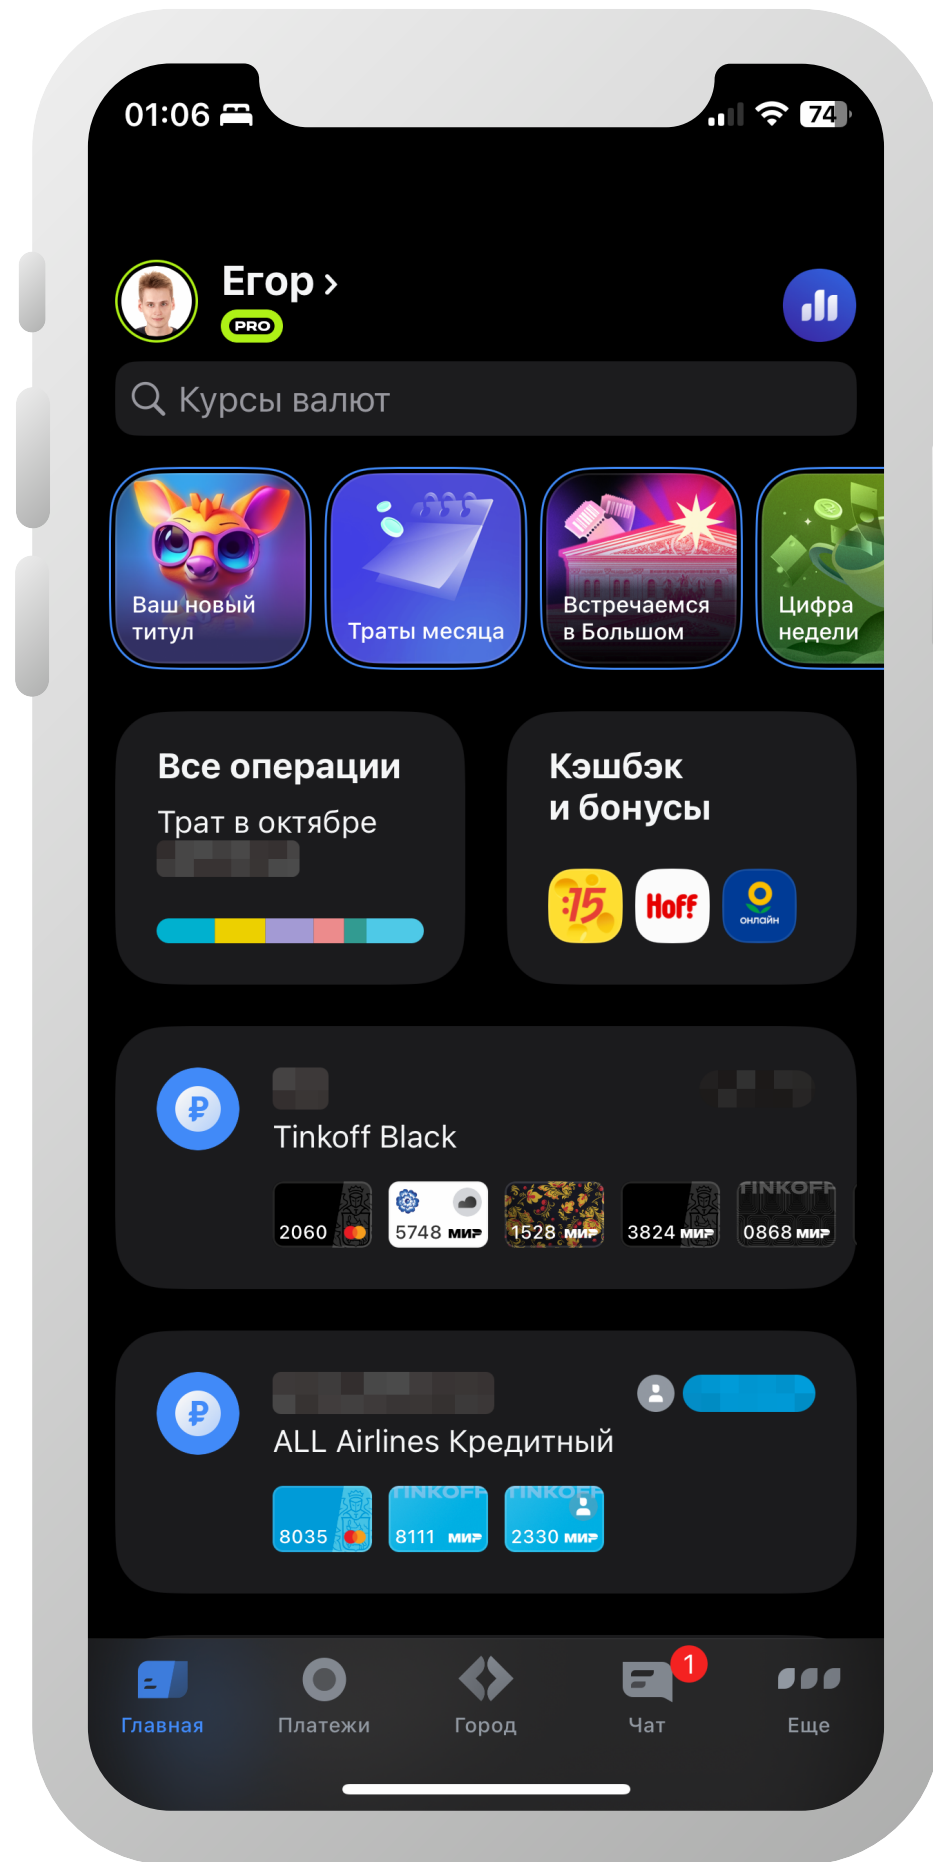 01:06
74
Егор
PRO
Курсы валют
Ваш новый
титул
Траты месяца
Встречаемся
в Большом
Цифра
недели
Все операции
Трат в октябре
Кэшбэк
и бонусы
:15
Hoff
онлайн
₽
Tinkoff Black
2060
5748 МИР
1528 МИР
3824 МИР
TINKOFF
0868 МИР
₽
ALL Airlines Кредитный
8035
TINKOFF
8111 МИР
TINKOFF
2330 МИР
1
Главная
Платежи
Город
Чат
Еще